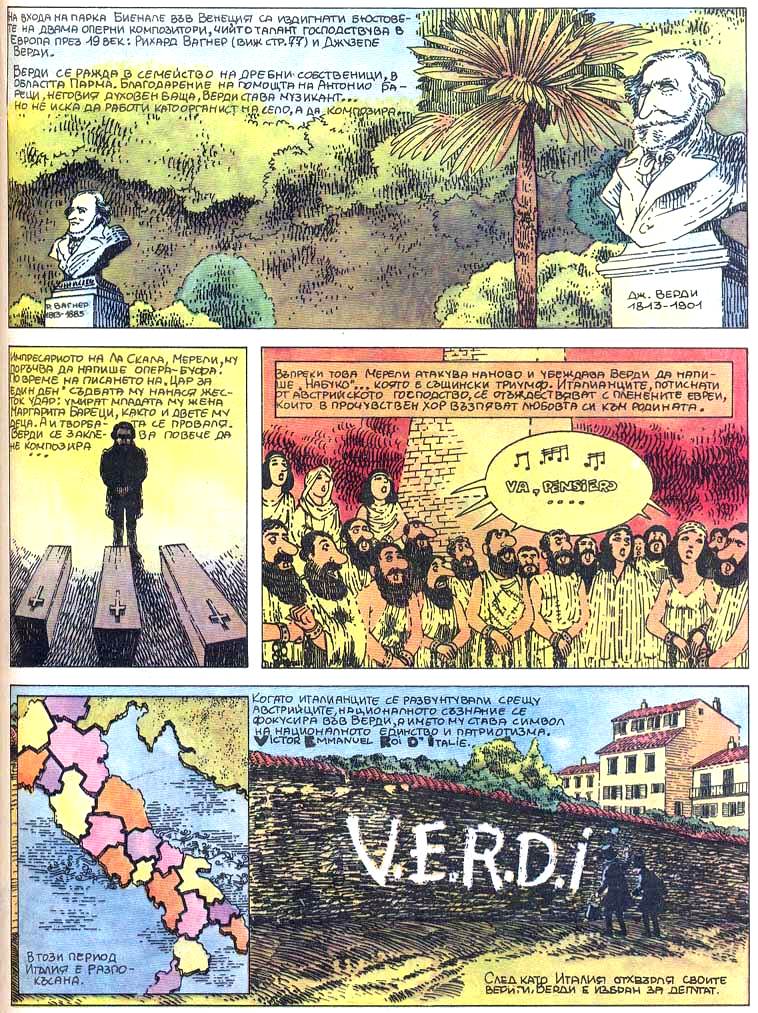 На входа на парка Биенале във Венеция са издигнати бюстове-
те на двама оперни композитори, чийто талант господствува в
Европа през 19 век: Рихард Вагнер (виж стр.77) и Джузепе
Верди.
Верди се ражда в семейство на дребни собственици, в
областта Парма. Благодарение на помощта на Антонио Ба-
реци, неговия духовен баща, Верди става музикант...
но не иска да работи като органист на село, а да композира.
Р. Вагнер
1813-1883
Дж. Верди
1813-1901
Импресариото на Ла Скала, Мерели, му
поръчва да напише опера-буфа.
По време на писането на „Цар за
един ден" съдбата му нанася жес-
ток удар: умират младата му жена
Маргарита Бареци, както и двете му
деца. А и творбата се проваля.
Верди се заклева повече да
не композира
...
Въпреки това Мерели атакува наново и убеждава Верди да напи-
ше „Набуко"... която е същински триумф. Италианците, потиснати
от австрийското господство, се отъждествяват с пленените евреи,
които в прочувствен хор възпяват любовта си към родината.
Va, pensiero
....
Когато италианците се разбунтували срещу
австрийците, националното съзнание се
фокусира във Верди, а името му става символ
на националното единство и патриотизма.
Victor Emmanuel Roi D' Italie.
V.E.R.D.i
В този период
Италия е разпо-
късана.
След като Италия отхвърля своите
вериги, Верди е избран за депутат.